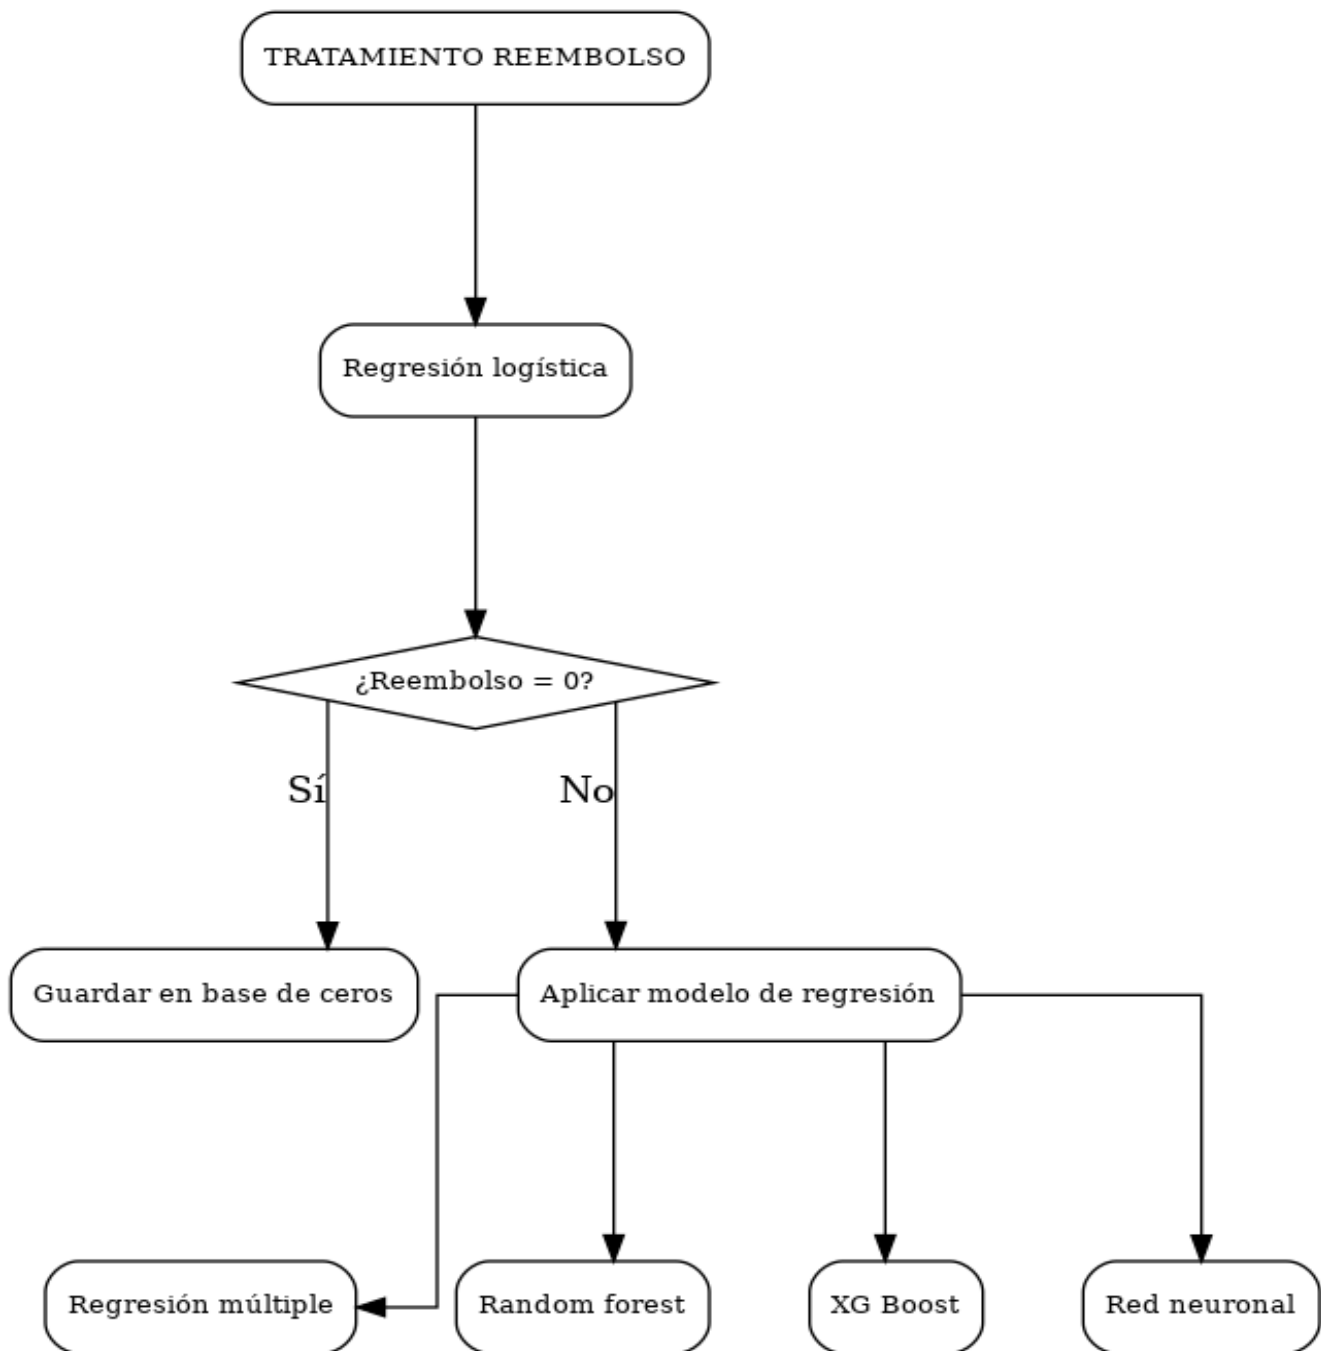 TRATAMIENTO REEMBOLSO
Regresión logística
¿Reembolso = 0?
Sí
No
Guardar en base de ceros
Aplicar modelo de regresión
Regresión múltiple
Random forest
XG Boost
Red neuronal